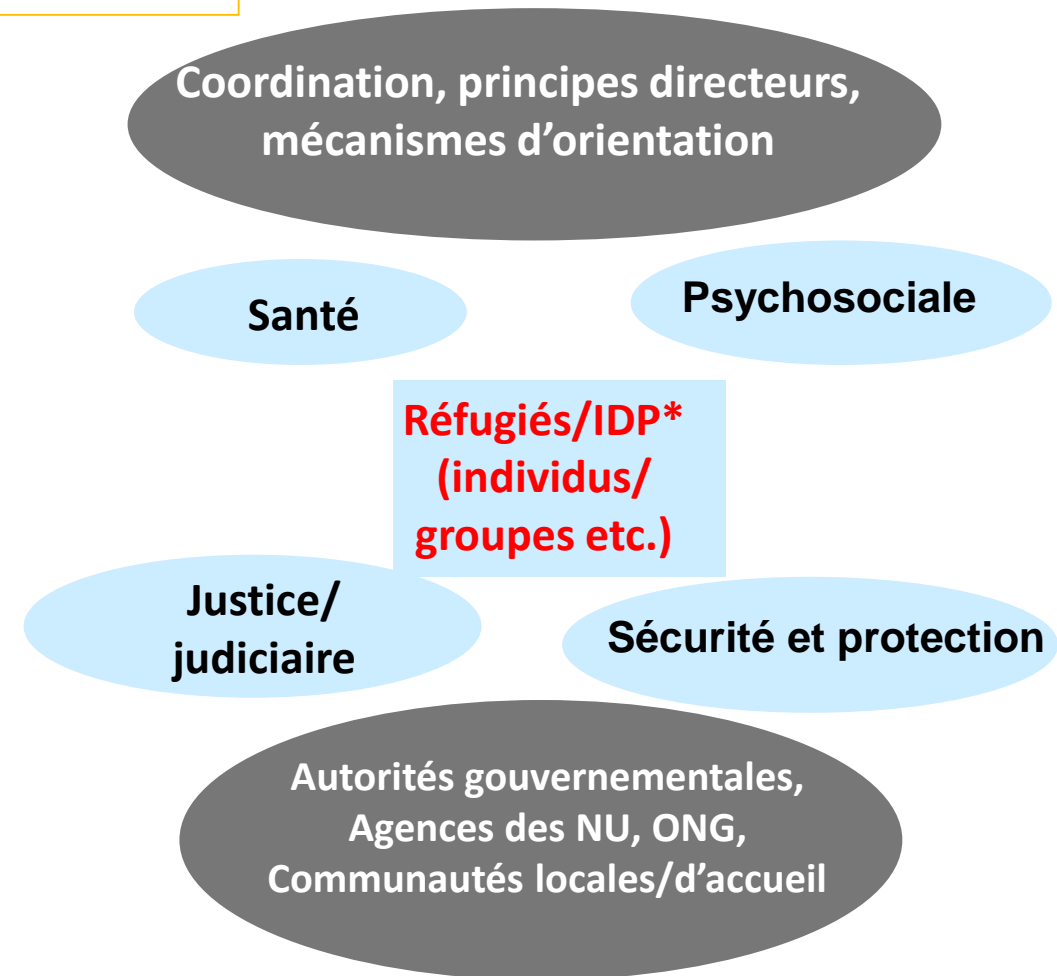 Coordination, principes directeurs,
mécanismes d’orientation
Santé
Psychosociale
Réfugiés/IDP*
(individus/
groupes etc.)
Justice/
judiciaire
Sécurité et protection
Autorités gouvernementales,
Agences des NU, ONG,
Communautés locales/d’accueil